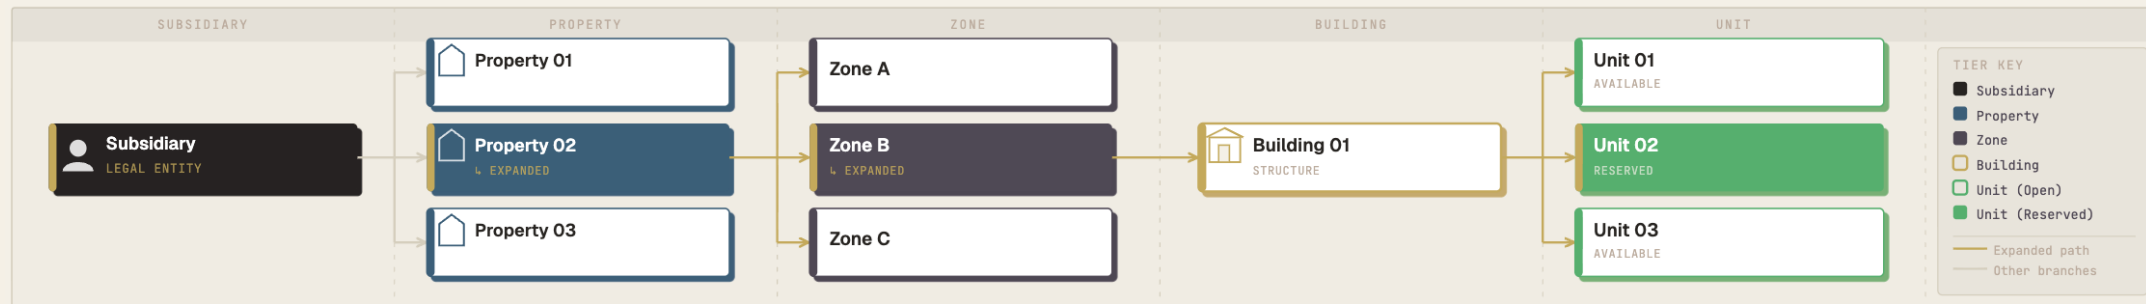 SUBSIDIARY
PROPERTY
ZONE
BUILDING
UNIT
Subsidiary
LEGAL ENTITY
Property 01
Property 02
↳ EXPANDED
Property 03
Zone A
Zone B
↳ EXPANDED
Zone C
Building 01
STRUCTURE
Unit 01
AVAILABLE
Unit 02
RESERVED
Unit 03
AVAILABLE
TIER KEY
Subsidiary
Property
Zone
Building
Unit (Open)
Unit (Reserved)
Expanded path
Other branches